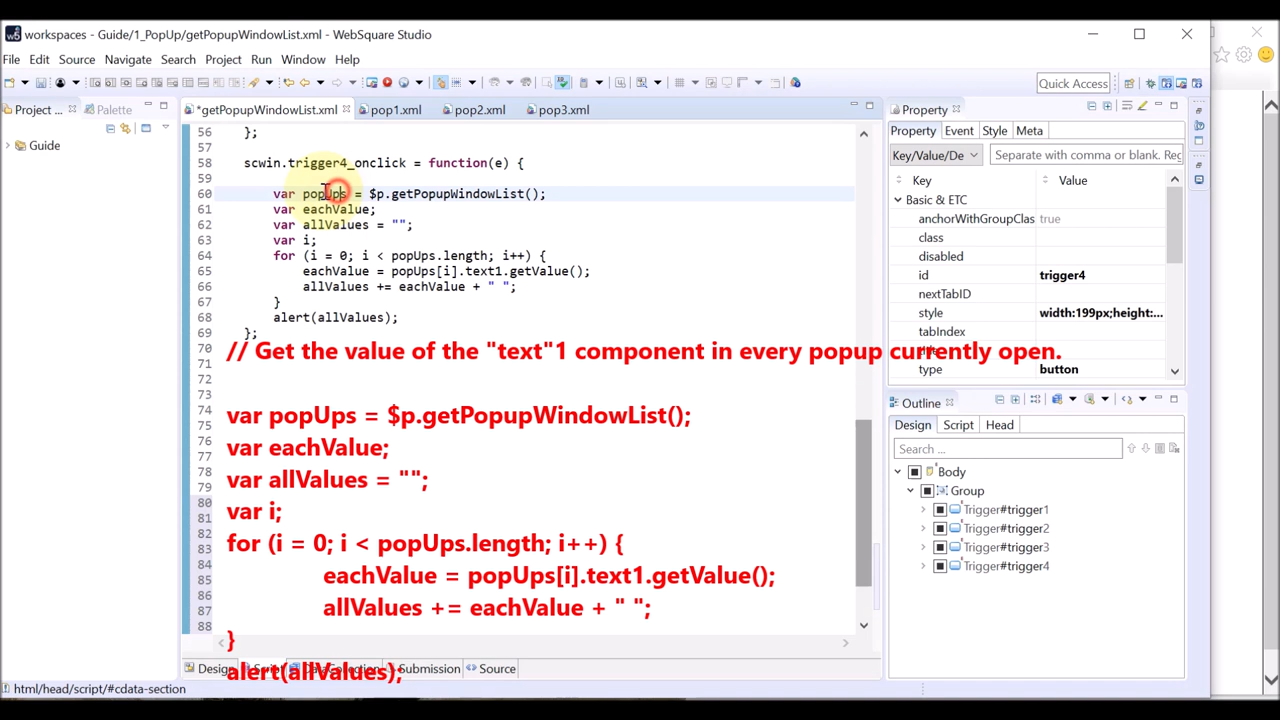 workspaces - Guide/1_PopUp/getPopupWindowList.xml - WebSquare Studio
File Edit Source Navigate Search Project Run Window Help
Quick Access
Project ... Palette
Guide
*getPopupWindowList.xml pop1.xml pop2.xml pop3.xml
56 };
57
58 scwin.trigger4_onclick = function(e) {
59
60 var popUps = $p.getPopupWindowList();
61 var eachValue;
62 var allValues = "";
63 var i;
64 for (i = 0; i < popUps.length; i++) {
65 eachValue = popUps[i].text1.getValue();
66 allValues += eachValue + " ";
67 }
68 alert(allValues);
69 };
70
71
72
73
74
75
76
77
78
79
80
81
82
83
84
85
86
87
88
// Get the value of the "text"1 component in every popup currently open.
var popUps = $p.getPopupWindowList();
var eachValue;
var allValues = "";
var i;
for (i = 0; i < popUps.length; i++) {
eachValue = popUps[i].text1.getValue();
allValues += eachValue + " ";
}
alert(allValues);
Design Script DataCollection Submission Source
html/head/script/#cdata-section
Property
Property Event Style Meta
Key/Value/De Separate with comma or blank, Reg
Key Value
Basic & ETC
anchorWithGroupClas true
class
disabled
id trigger4
nextTabID
style width:199px;height:...
tabIndex
title
type button
Outline
Design Script Head
Search ...
Body
Group
Trigger#trigger1
Trigger#trigger2
Trigger#trigger3
Trigger#trigger4